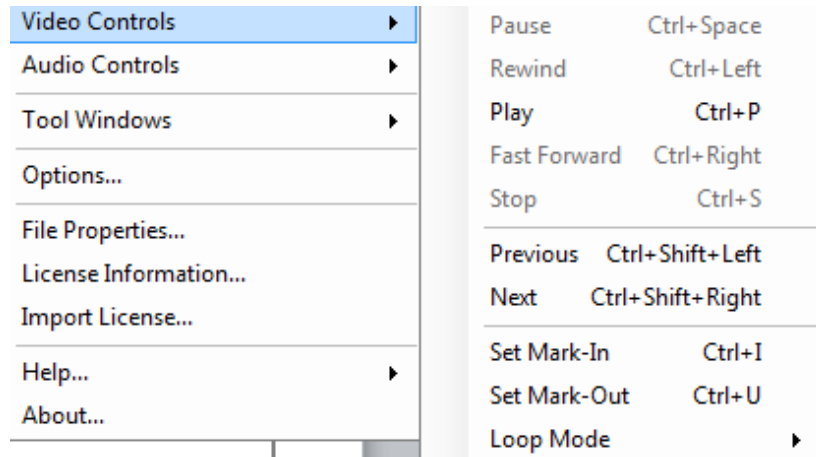 Video Controls
Audio Controls
Tool Windows
Options...
File Properties...
License Information...
Import License...
Help...
About...
Pause Ctrl+Space
Rewind Ctrl+Left
Play Ctrl+P
Fast Forward Ctrl+Right
Stop Ctrl+S
Previous Ctrl+Shift+Left
Next Ctrl+Shift+Right
Set Mark-In Ctrl+I
Set Mark-Out Ctrl+U
Loop Mode